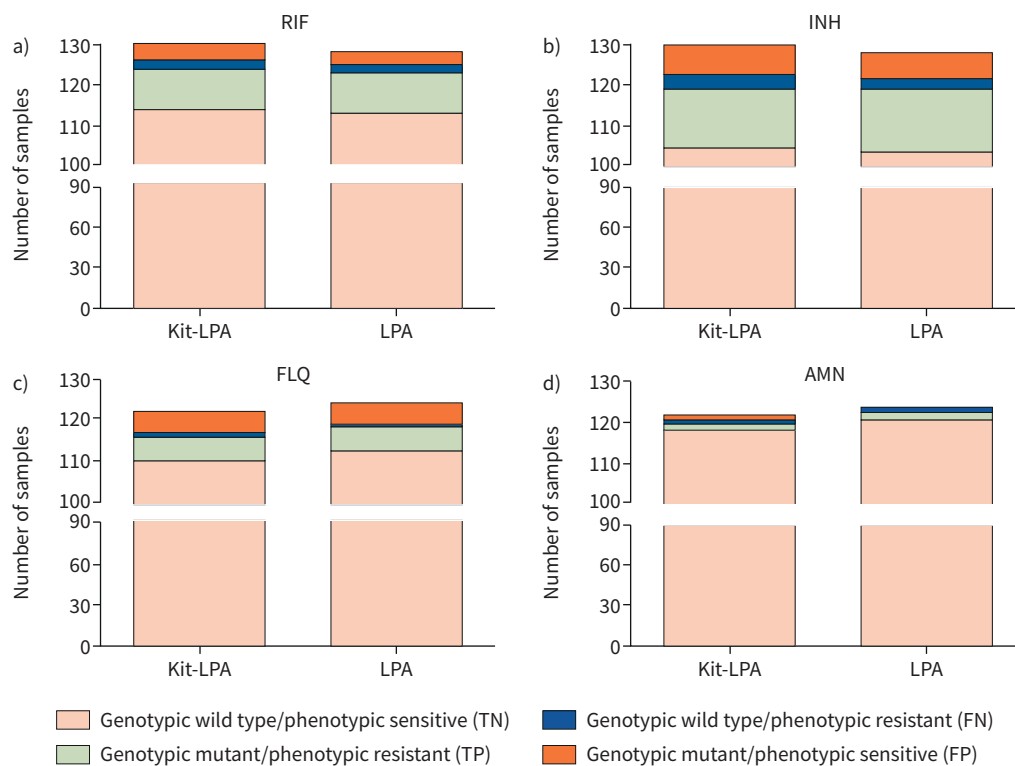 RIF
a)
Number of samples
130
120
110
100
90
60
30
0
Kit-LPA LPA
INH
b)
Number of samples
130
120
110
100
90
60
30
0
Kit-LPA LPA
FLQ
c)
Number of samples
130
120
110
100
90
60
30
0
Kit-LPA LPA
AMN
d)
Number of samples
130
120
110
100
90
60
30
0
Kit-LPA LPA
Genotypic wild type/phenotypic sensitive (TN)
Genotypic mutant/phenotypic resistant (TP)
Genotypic wild type/phenotypic resistant (FN)
Genotypic mutant/phenotypic sensitive (FP)